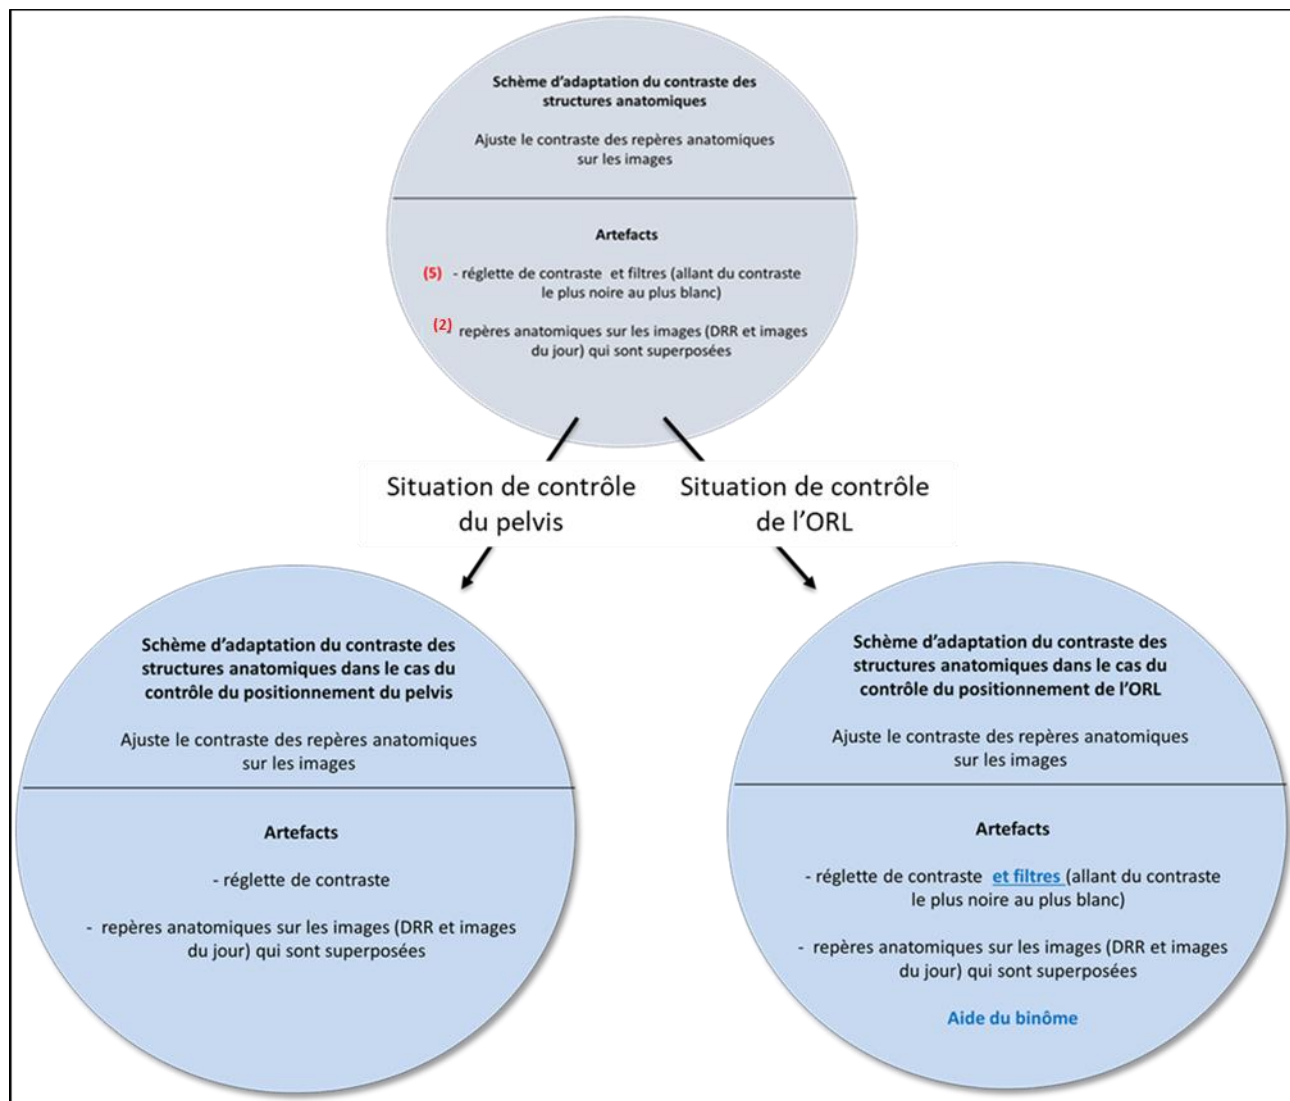 Schème d'adaptation du contraste des
structures anatomiques
Ajuste le contraste des repères anatomiques
sur les images
Artefacts
(5) - réglette de contraste et filtres (allant du contraste
le plus noire au plus blanc)
(2) repères anatomiques sur les images (DRR et images
du jour) qui sont superposées
Situation de contrôle
du pelvis
Situation de contrôle
de l'ORL
Schème d'adaptation du contraste des
structures anatomiques dans le cas du
contrôle du positionnement du pelvis
Ajuste le contraste des repères anatomiques
sur les images
Artefacts
- réglette de contraste
- repères anatomiques sur les images (DRR et images
du jour) qui sont superposées
Schème d'adaptation du contraste des
structures anatomiques dans le cas du
contrôle du positionnement de l'ORL
Ajuste le contraste des repères anatomiques
sur les images
Artefacts
- réglette de contraste et filtres (allant du contraste
le plus noire au plus blanc)
- repères anatomiques sur les images (DRR et images
du jour) qui sont superposées
Aide du binôme